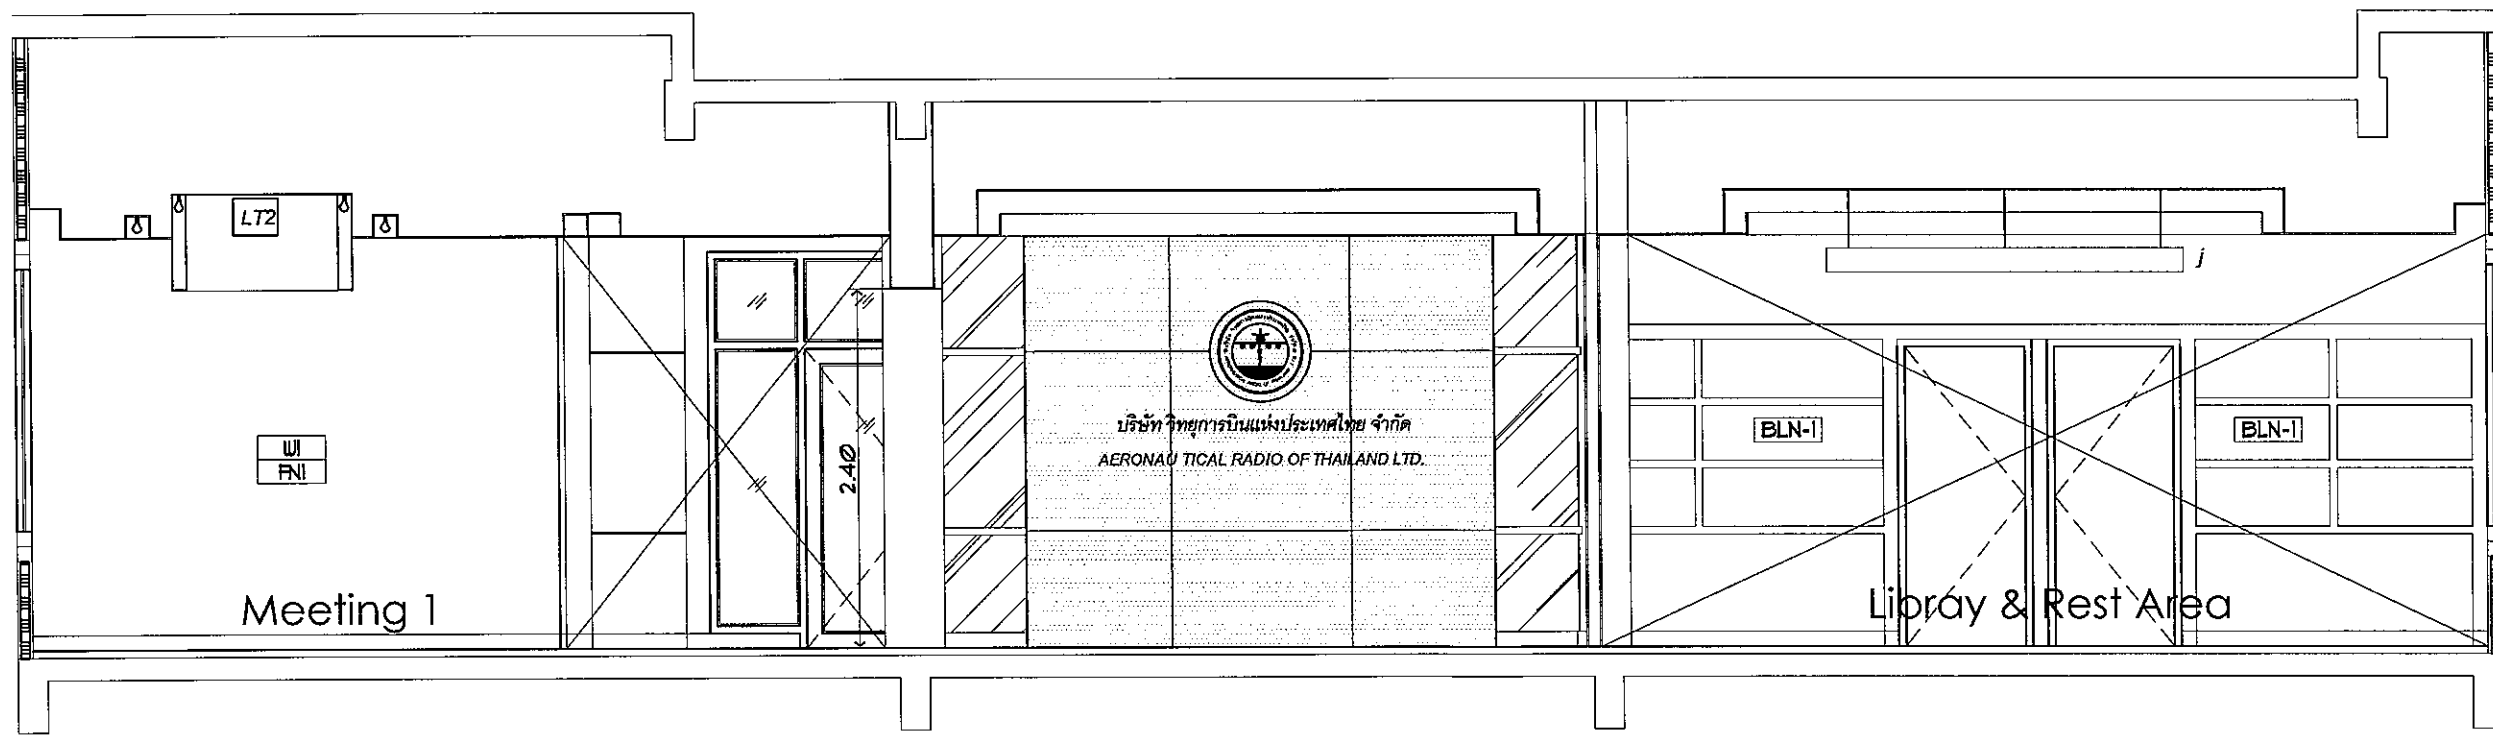 LT2
j
2.40
บริษัท วิทยุการบินแห่งประเทศไทย จำกัด
AERONAU TICAL RADIO OF THAILAND LTD.
BLN-1
BLN-1
W1
FN1
Meeting 1
Libray & Rest Area